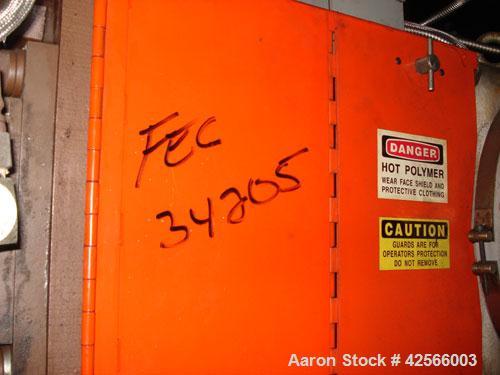 FEC
34205
DANGER
HOT POLYMER
WEAR FACE SHIELD AND
PROTECTIVE CLOTHING
CAUTION
GUARDS ARE FOR
OPERATORS PROTECTION
DO NOT REMOVE
Aaron Stock # 42566003